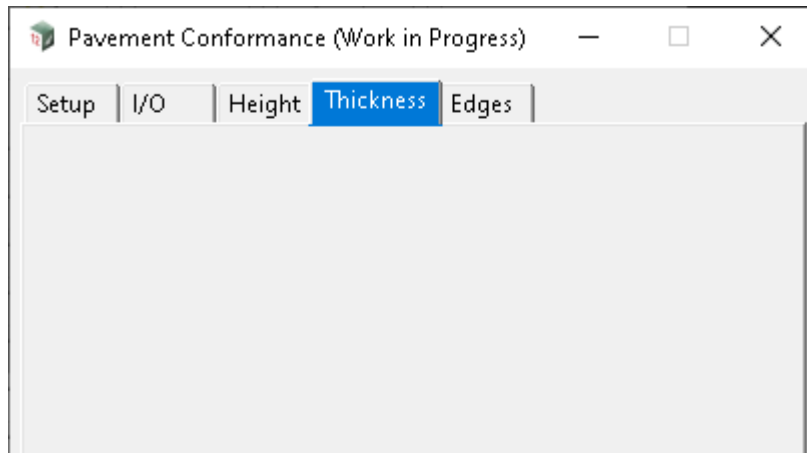 Pavement Conformance (Work in Progress)
Setup I/O Height Thickness Edges